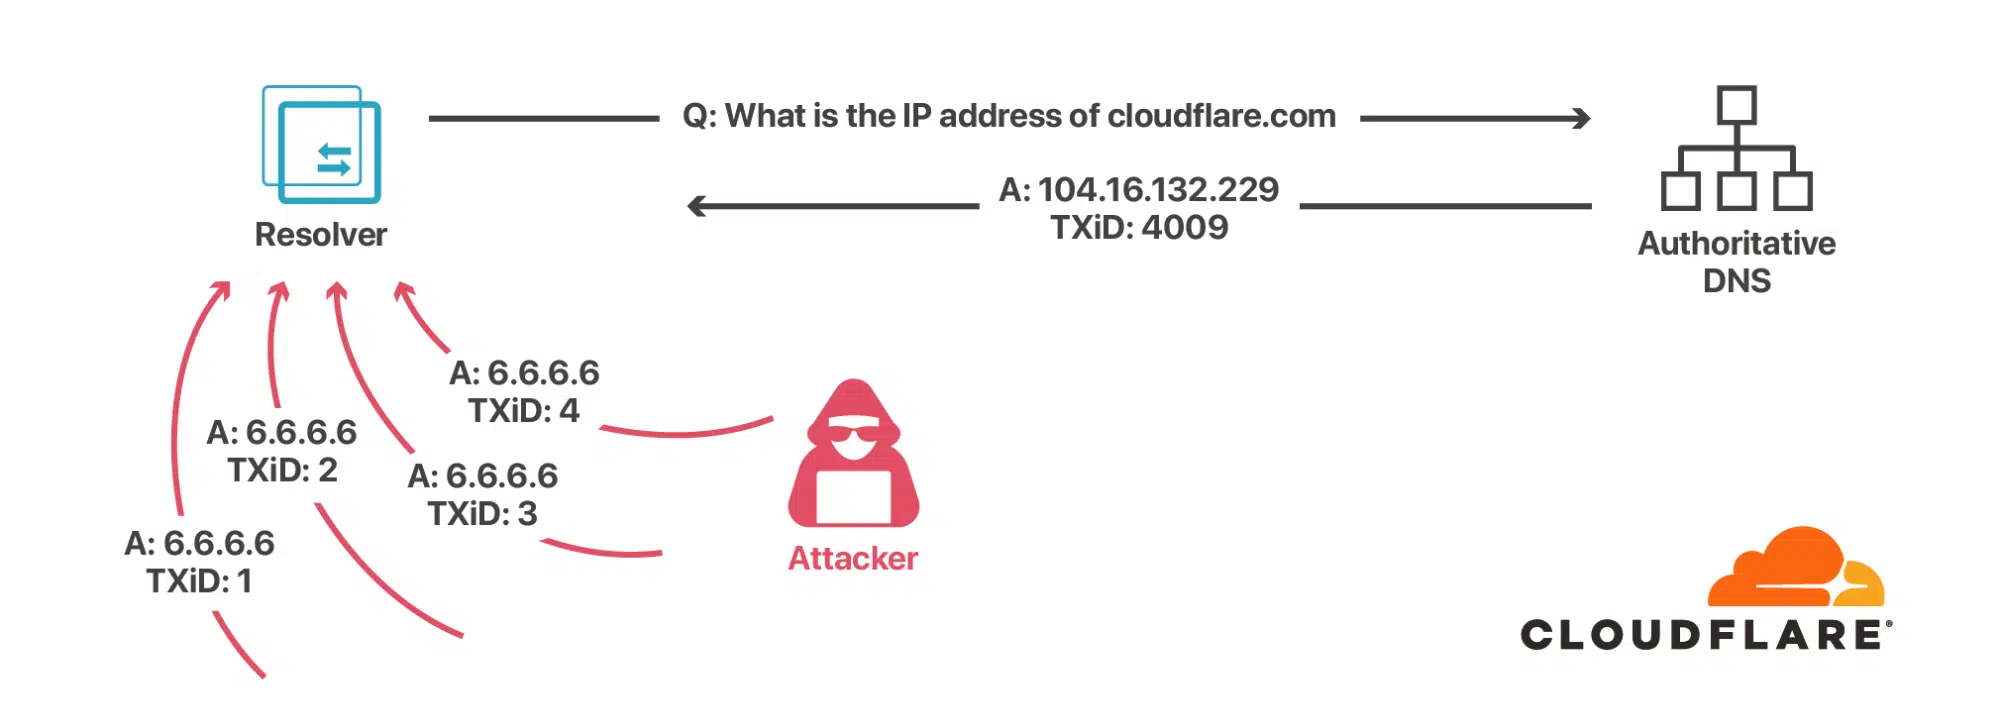 Q: What is the IP address of cloudflare.com
A: 104.16.132.229
TXiD: 4009
Resolver
Authoritative
DNS
A: 6.6.6.6
TXiD: 4
A: 6.6.6.6
TXiD: 2
A: 6.6.6.6
TXiD: 3
A: 6.6.6.6
TXiD: 1
Attacker
CLOUDFLARE®